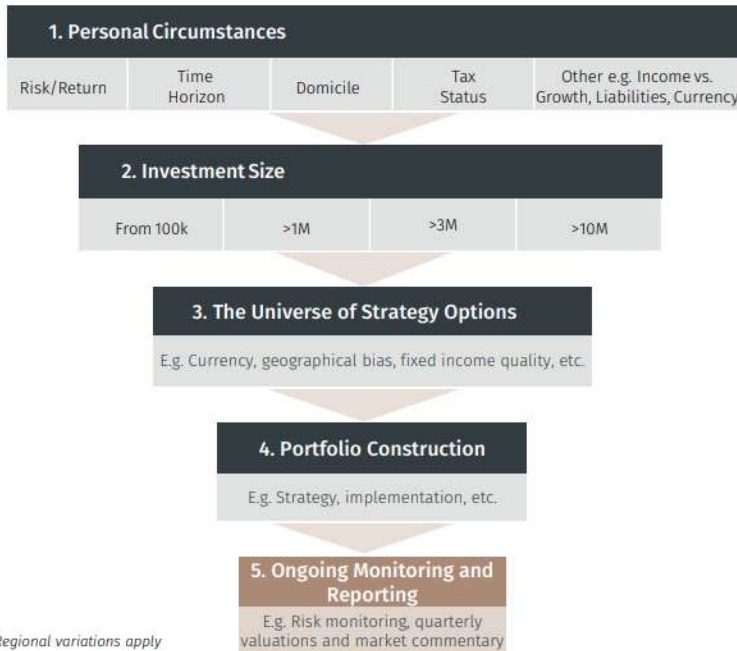 1. Personal Circumstances
Risk/Return
Time
Horizon
Domicile
Tax
Status
Other e.g. Income vs.
Growth, Liabilities, Currency
2. Investment Size
From 100k
>1M
>3M
>10M
3. The Universe of Strategy Options
E.g. Currency, geographical bias, fixed income quality, etc.
4. Portfolio Construction
E.g. Strategy, implementation, etc.
5. Ongoing Monitoring and
Reporting
E.g. Risk monitoring, quarterly
valuations and market commentary
Regional variations apply